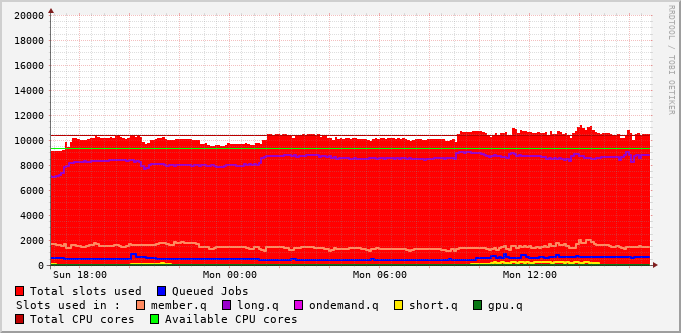 RRDTOOL / TOBI OETIKER
20000
18000
16000
14000
12000
10000
8000
6000
4000
2000
0
Sun 18:00 Mon 00:00 Mon 06:00 Mon 12:00
Total slots used Queued Jobs
Slots used in : member.q long.q ondemand.q short.q gpu.q
Total CPU cores Available CPU cores